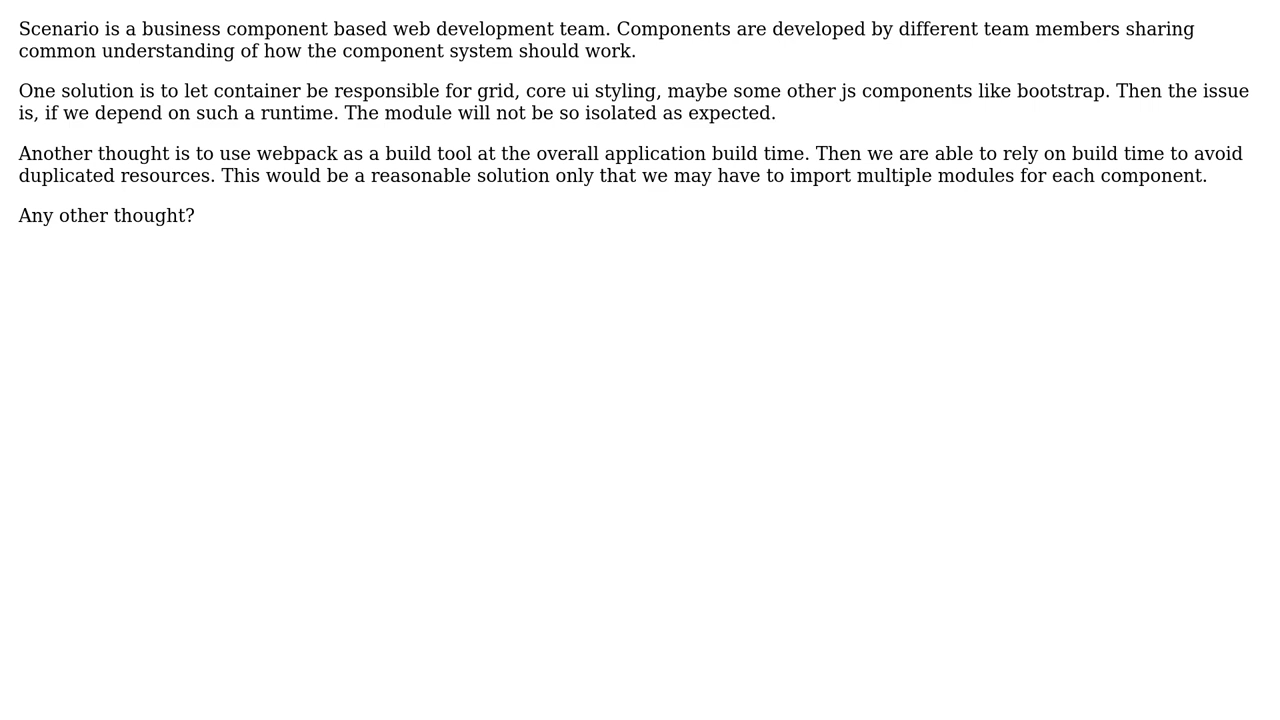 Scenario is a business component based web development team. Components are developed by different team members sharing
common understanding of how the component system should work.
One solution is to let container be responsible for grid, core ui styling, maybe some other js components like bootstrap. Then the issue
is, if we depend on such a runtime. The module will not be so isolated as expected.
Another thought is to use webpack as a build tool at the overall application build time. Then we are able to rely on build time to avoid
duplicated resources. This would be a reasonable solution only that we may have to import multiple modules for each component.
Any other thought?